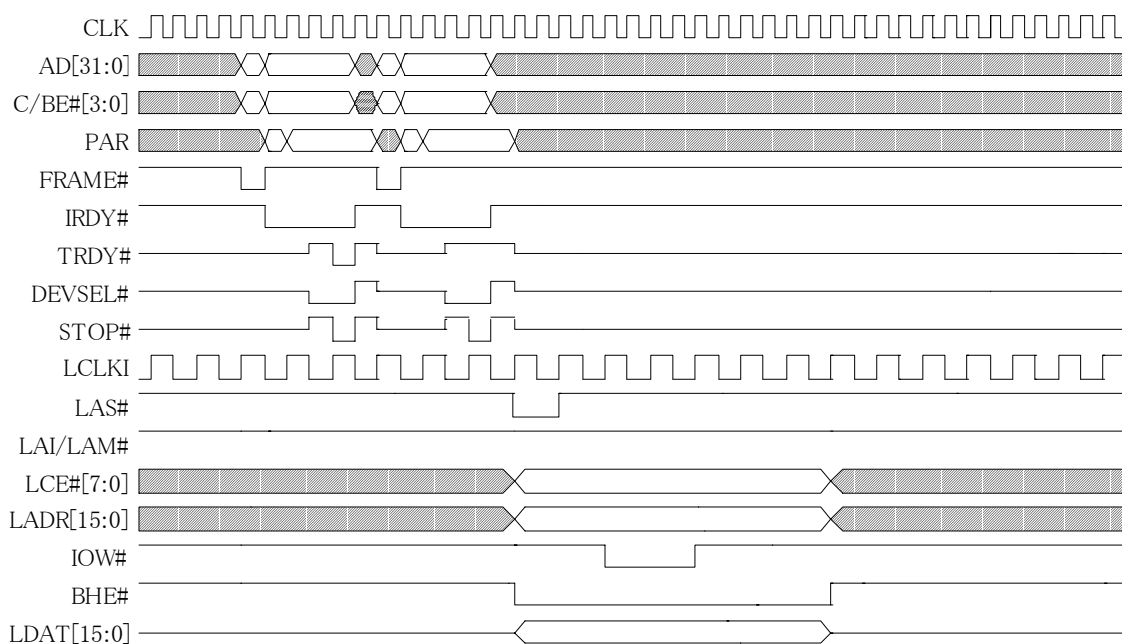 CLK
AD[31:0]
C/BE#[3:0]
PAR
FRAME#
IRDY#
TRDY#
DEVSEL#
STOP#
LCLKI
LAS#
LAI/LAM#
LCE#[7:0]
LADR[15:0]
IOW#
BHE#
LDAT[15:0]